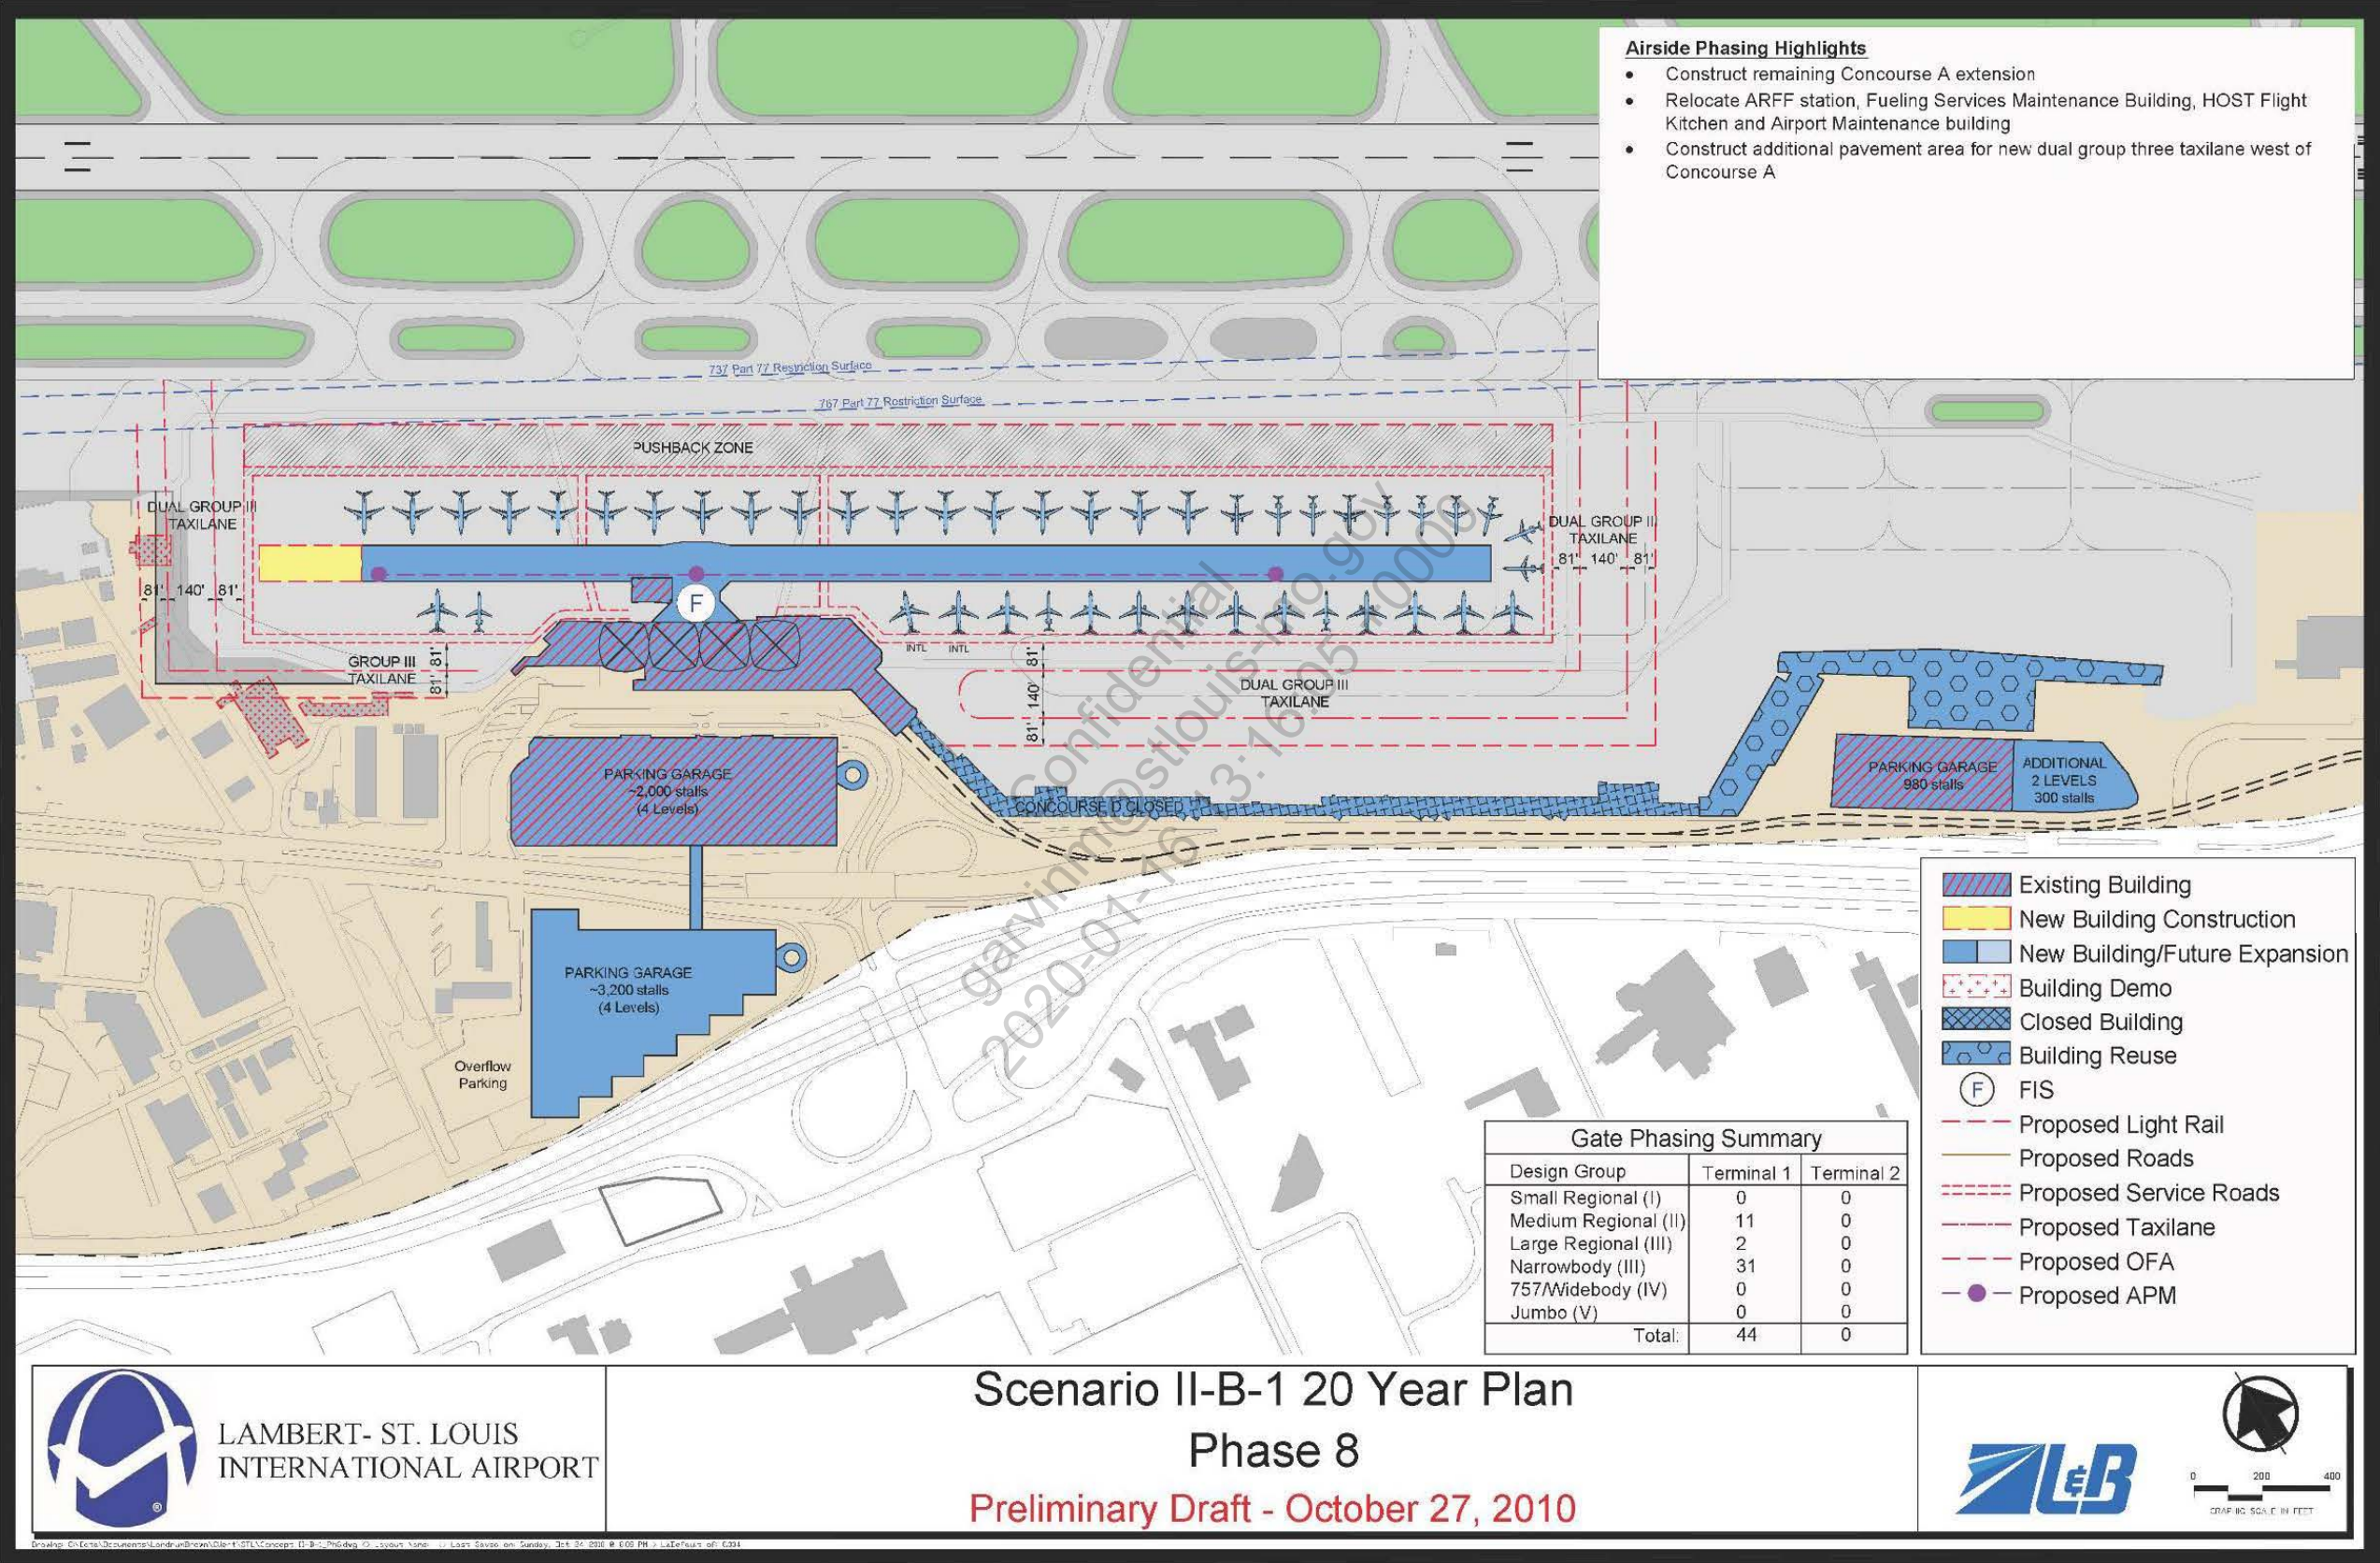 Airside Phasing Highlights
• Construct remaining Concourse A extension
• Relocate ARFF station, Fueling Services Maintenance Building, HOST Flight
Kitchen and Airport Maintenance building
• Construct additional pavement area for new dual group three taxilane west of
Concourse A
737 Part 77 Restriction Surface
767 Part 77 Restriction Surface
PUSHBACK ZONE
DUAL GROUP III
TAXILANE
DUAL GROUP II
TAXILANE
81' 140' 81'
81' 140' 81'
F
GROUP III
TAXILANE
81' 81'
INTL INTL
81' 140' 81'
DUAL GROUP III
TAXILANE
PARKING GARAGE
~2,000 stalls
(4 Levels)
CONCOURSE D CLOSED
PARKING GARAGE
980 stalls
ADDITIONAL
2 LEVELS
300 stalls
PARKING GARAGE
~3,200 stalls
(4 Levels)
Overflow
Parking
Confidential
garvinm@stlouis-mo.gov
2020-01-16 13:16:05 +0000
Existing Building
New Building Construction
New Building/Future Expansion
Building Demo
Closed Building
Building Reuse
F FIS
Proposed Light Rail
Proposed Roads
Proposed Service Roads
Proposed Taxilane
Proposed OFA
Proposed APM
Gate Phasing Summary
Design Group Terminal 1 Terminal 2
Small Regional (I) 0 0
Medium Regional (II) 11 0
Large Regional (III) 2 0
Narrowbody (III) 31 0
757/Widebody (IV) 0 0
Jumbo (V) 0 0
Total: 44 0
LAMBERT- ST. LOUIS
INTERNATIONAL AIRPORT
®
Scenario II-B-1 20 Year Plan
Phase 8
Preliminary Draft - October 27, 2010
L&B
0 200 400
GRAPHIC SCALE IN FEET